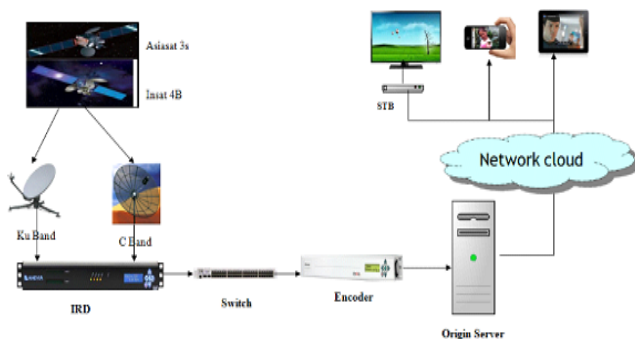 Asiasat 3s
Insat 4B
STB
Network cloud
Ku Band
C Band
IRD
Switch
Encoder
Origin Server